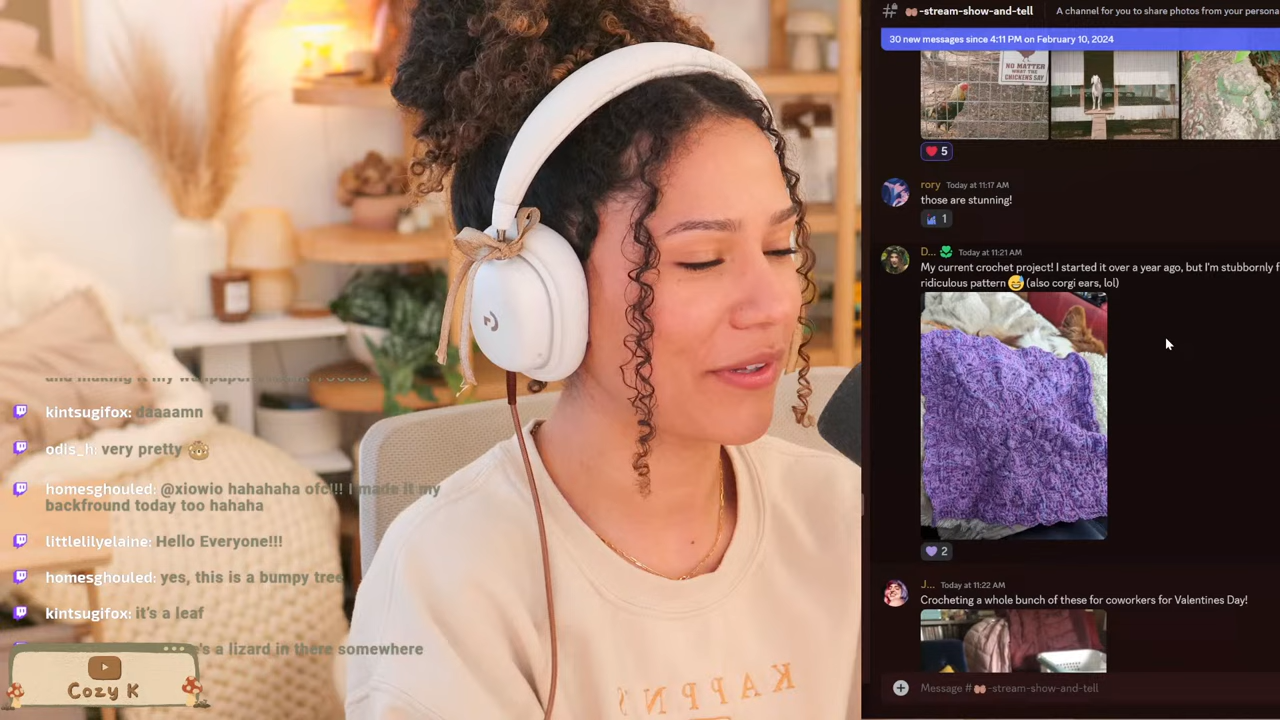 -stream-show-and-tell
A channel for you to share photos from your persona
30 new messages since 4:11 PM on February 10, 2024
NO MATTER
WHAT THE
CHICKENS SAY
5
rory Today at 11:17 AM
those are stunning!
1
D... Today at 11:21 AM
My current crochet project! I started it over a year ago, but I'm stubbornly f
ridiculous pattern 😅 (also corgi ears, lol)
2
J... Today at 11:22 AM
Crocheting a whole bunch of these for coworkers for Valentines Day!
Message # -stream-show-and-tell
and making it my wallpaper
kintsugifox: daaaamn
odis_h: very pretty
homesghouled: @xiowio hahahaha ofc!!! I made it my
backfround today too hahaha
littlelilyelaine: Hello Everyone!!!
homesghouled: yes, this is a bumpy tree
kintsugifox: it's a leaf
's a lizard in there somewhere
Cozy K
KAPP'N'S